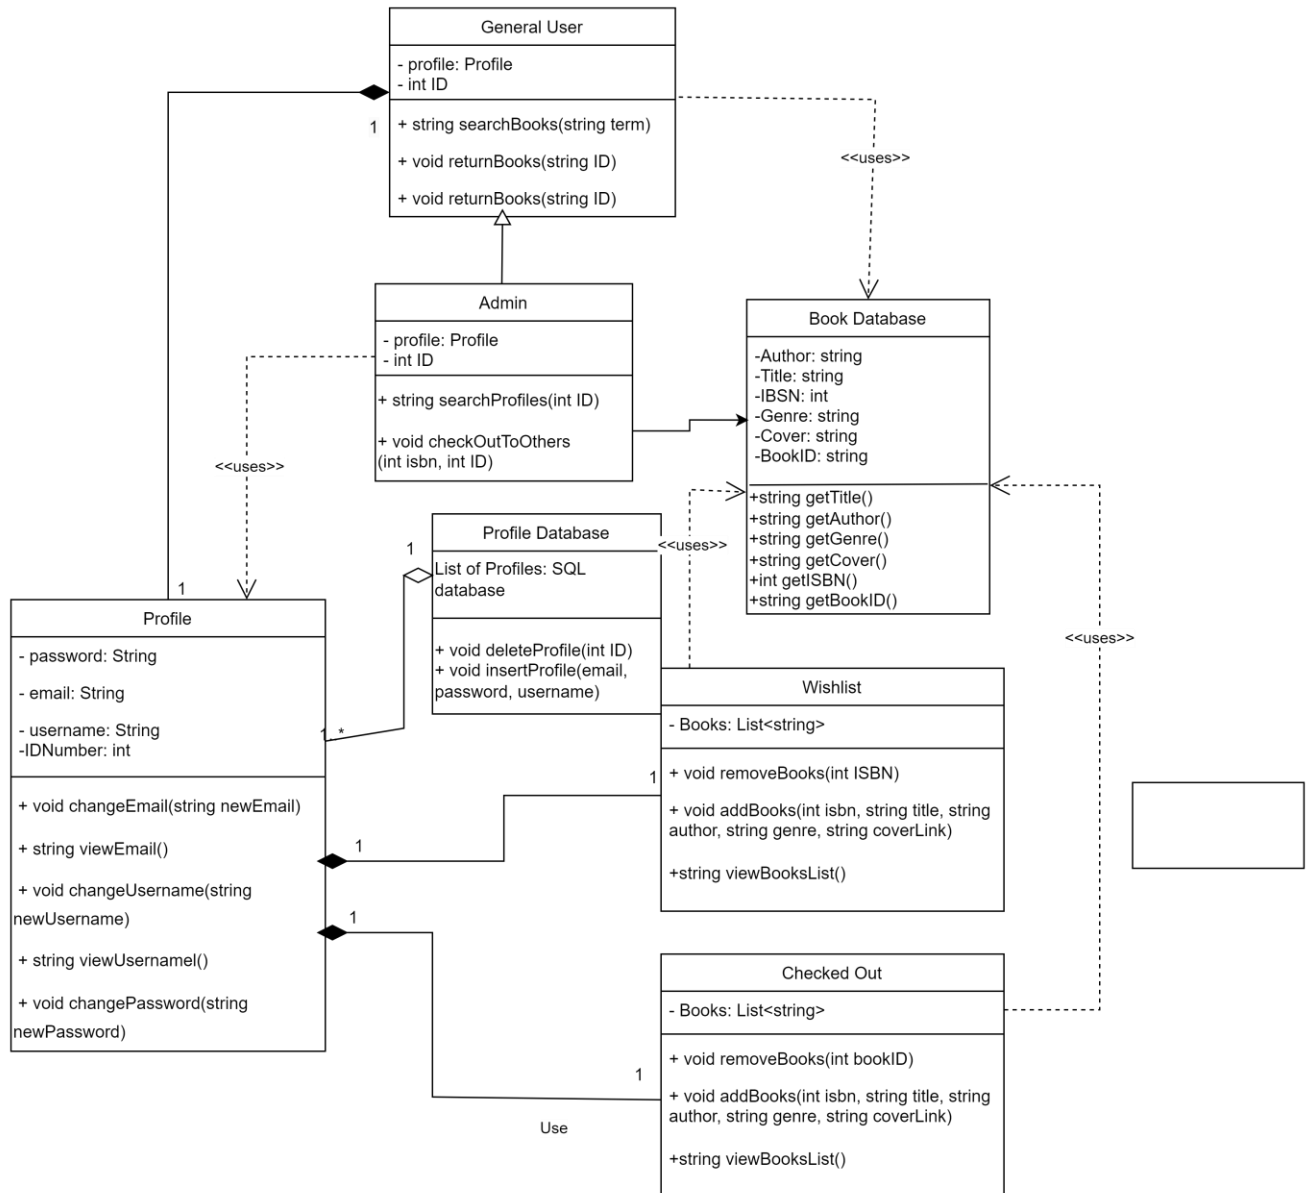 General User
- profile: Profile
- int ID
1
+ string searchBooks(string term)
+ void returnBooks(string ID)
+ void returnBooks(string ID)
<<uses>>
Admin
- profile: Profile
- int ID
+ string searchProfiles(int ID)
+ void checkOutToOthers
(int isbn, int ID)
<<uses>>
Book Database
-Author: string
-Title: string
-IBSN: int
-Genre: string
-Cover: string
-BookID: string
+string getTitle()
+string getAuthor()
+string getGenre()
+string getCover()
+int getISBN()
+string getBookID()
<<uses>>
<<uses>>
Profile Database
List of Profiles: SQL
database
+ void deleteProfile(int ID)
+ void insertProfile(email,
password, username)
1
1..*
1
Profile
- password: String
- email: String
- username: String
-IDNumber: int
+ void changeEmail(string newEmail)
+ string viewEmail()
+ void changeUsername(string
newUsername)
+ string viewUsernamel()
+ void changePassword(string
newPassword)
1
1
Wishlist
- Books: List<string>
+ void removeBooks(int ISBN)
+ void addBooks(int isbn, string title, string
author, string genre, string coverLink)
+string viewBooksList()
1
1
Use
Checked Out
- Books: List<string>
+ void removeBooks(int bookID)
+ void addBooks(int isbn, string title, string
author, string genre, string coverLink)
+string viewBooksList()